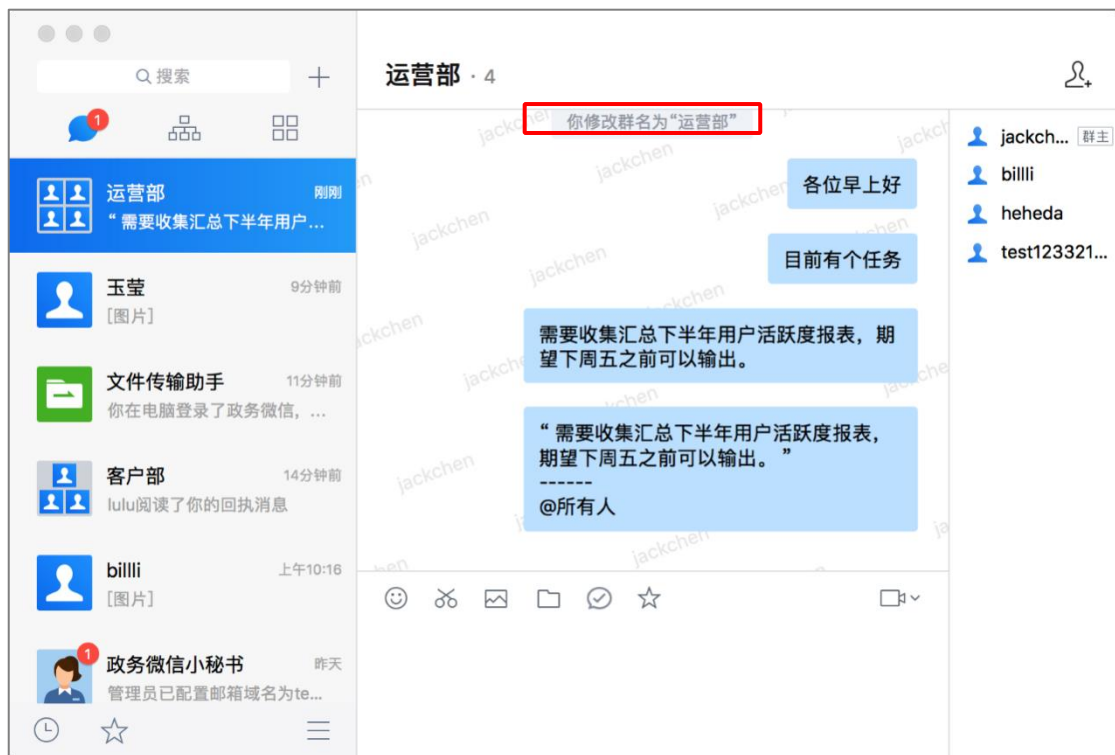 搜索
1
运营部
刚刚
“ 需要收集汇总下半年用户...
玉莹
9分钟前
[图片]
文件传输助手
11分钟前
你在电脑登录了政务微信，...
客户部
14分钟前
lulu阅读了你的回执消息
billli
上午10:16
[图片]
1
政务微信小秘书
昨天
管理员已配置邮箱域名为te...
运营部 · 4
你修改群名为“运营部”
各位早上好
目前有个任务
需要收集汇总下半年用户活跃度报表，期
望下周五之前可以输出。
“ 需要收集汇总下半年用户活跃度报表，
期望下周五之前可以输出。 ”
------
@所有人
jackchen
jackchen
jackchen
jackchen
jackchen
jackchen
jackchen
jackch... 群主
billli
heheda
test123321...